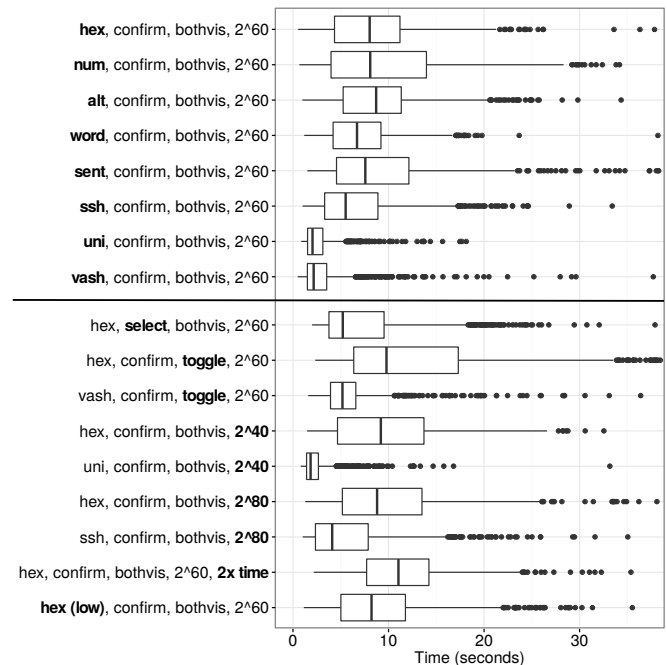 hex, confirm, bothvis, 2^60
num, confirm, bothvis, 2^60
alt, confirm, bothvis, 2^60
word, confirm, bothvis, 2^60
sent, confirm, bothvis, 2^60
ssh, confirm, bothvis, 2^60
uni, confirm, bothvis, 2^60
vash, confirm, bothvis, 2^60
hex, select, bothvis, 2^60
hex, confirm, toggle, 2^60
vash, confirm, toggle, 2^60
hex, confirm, bothvis, 2^40
uni, confirm, bothvis, 2^40
hex, confirm, bothvis, 2^80
ssh, confirm, bothvis, 2^80
hex, confirm, bothvis, 2^60, 2x time
hex (low), confirm, bothvis, 2^60
0 10 20 30
Time (seconds)